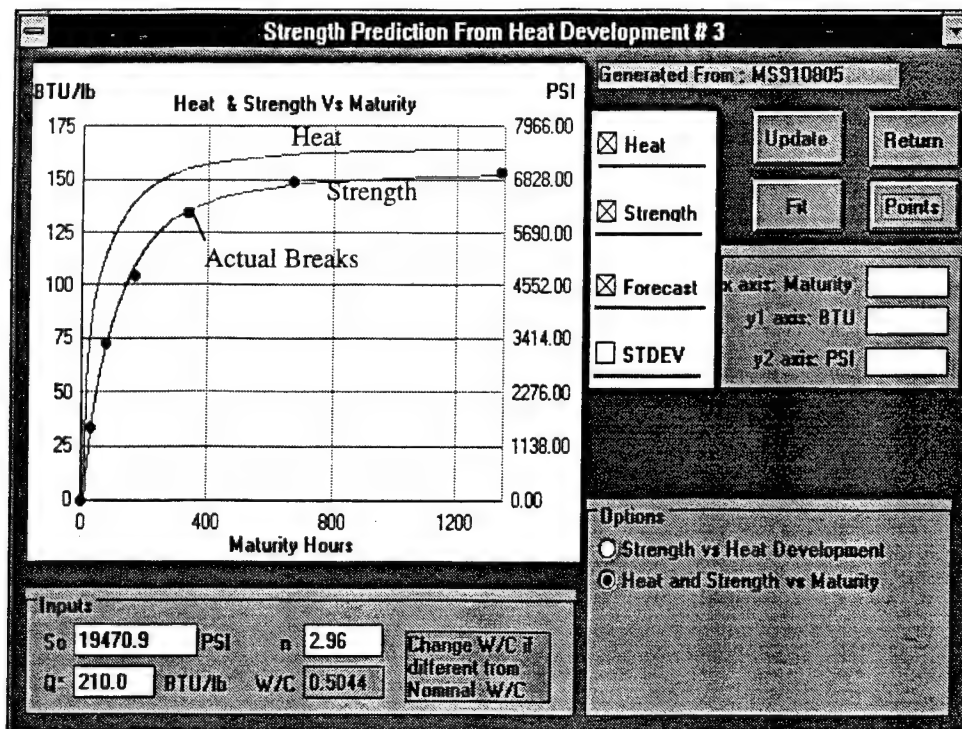 Strength Prediction From Heat Development # 3
BTU/lb
Heat & Strength Vs Maturity
PSI
175
150
125
100
75
50
25
0
7966.00
6828.00
5690.00
4552.00
3414.00
2276.00
1138.00
0.00
Heat
Strength
Actual Breaks
0
400
800
1200
Maturity Hours
Generated From : MS910805
Heat
Strength
Forecast
STDEV
Update
Return
Fit
Points
x axis: Maturity
y1 axis: BTU
y2 axis: PSI
Options
Strength vs Heat Development
Heat and Strength vs Maturity
Inputs
So 19470.9 PSI n 2.96
Q* 210.0 BTU/lb W/C 0.5044
Change W/C if
different from
Nominal W/C